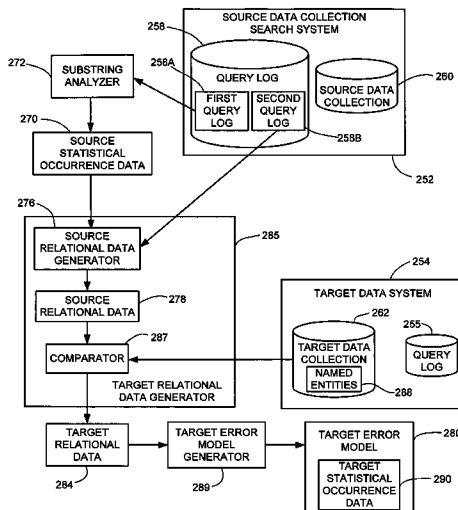 SOURCE DATA COLLECTION
SEARCH SYSTEM
258
258A
QUERY LOG
FIRST
QUERY
LOG
SECOND
QUERY
LOG
258B
SOURCE DATA
COLLECTION
260
252
272
SUBSTRING
ANALYZER
270
SOURCE
STATISTICAL
OCCURRENCE DATA
276
285
SOURCE
RELATIONAL DATA
GENERATOR
SOURCE
RELATIONAL DATA
278
COMPARATOR
287
TARGET RELATIONAL
DATA GENERATOR
254
TARGET DATA SYSTEM
262
TARGET DATA
COLLECTION
NAMED
ENTITIES
288
255
QUERY
LOG
TARGET
RELATIONAL
DATA
284
TARGET ERROR
MODEL
GENERATOR
289
TARGET ERROR
MODEL
280
TARGET
STATISTICAL
OCCURRENCE
DATA
290